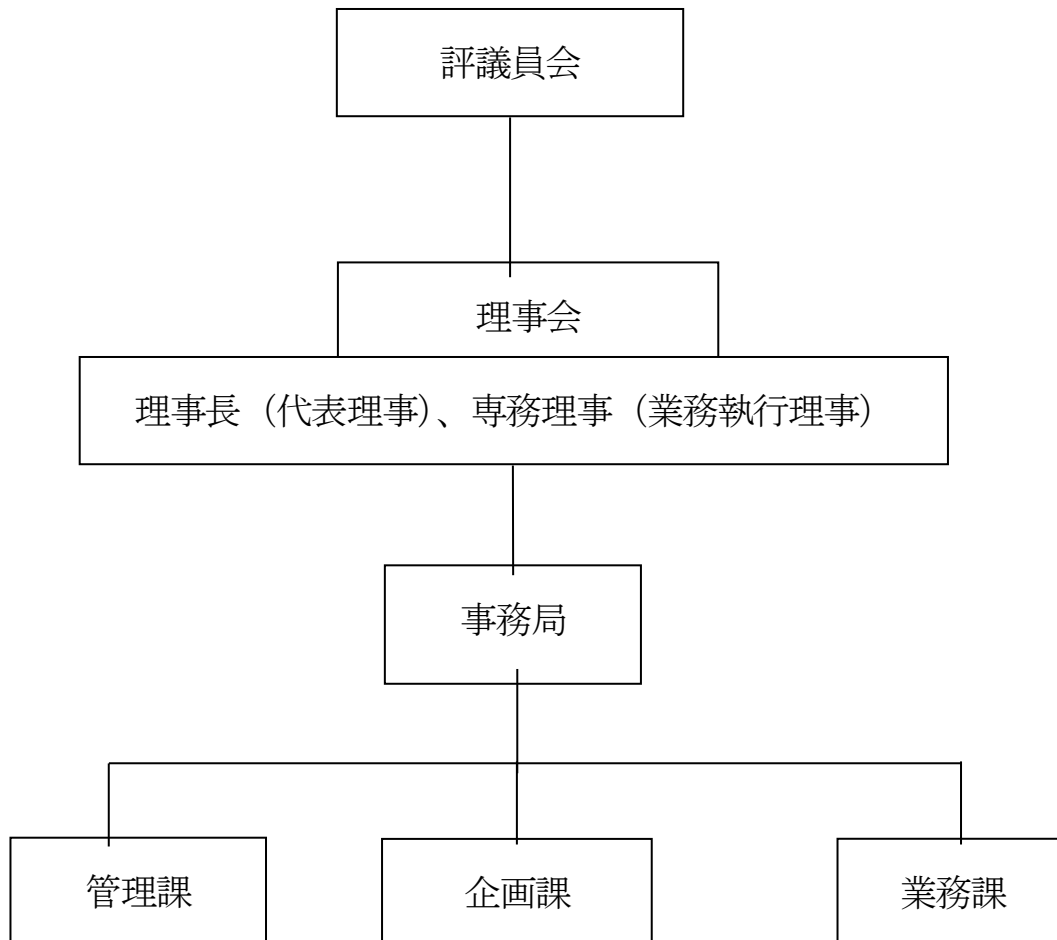 評議員会
理事会
理事長（代表理事）、専務理事（業務執行理事）
事務局
管理課
企画課
業務課